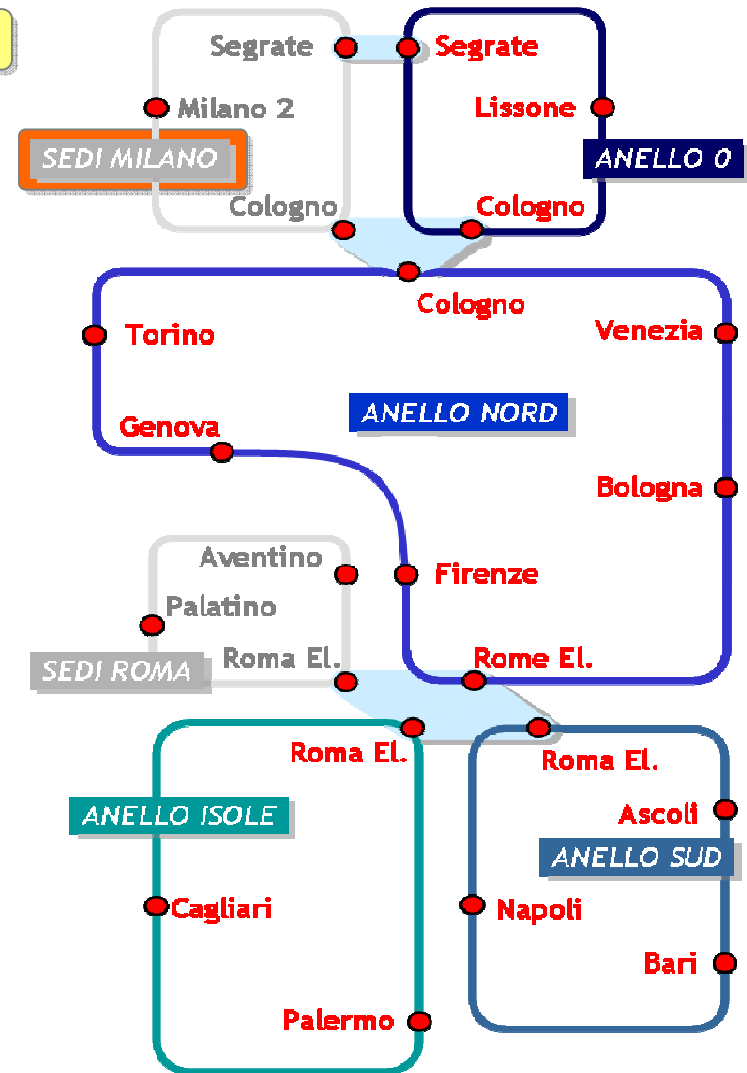 Segrate
Segrate
Milano 2
Lissone
SEDI MILANO
ANELLO 0
Cologno
Cologno
Cologno
Torino
Venezia
ANELLO NORD
Genova
Bologna
Aventino
Firenze
Palatino
Roma El.
Rome El.
SEDI ROMA
Roma El.
Roma El.
ANELLO ISOLE
Ascoli
ANELLO SUD
Cagliari
Napoli
Bari
Palermo